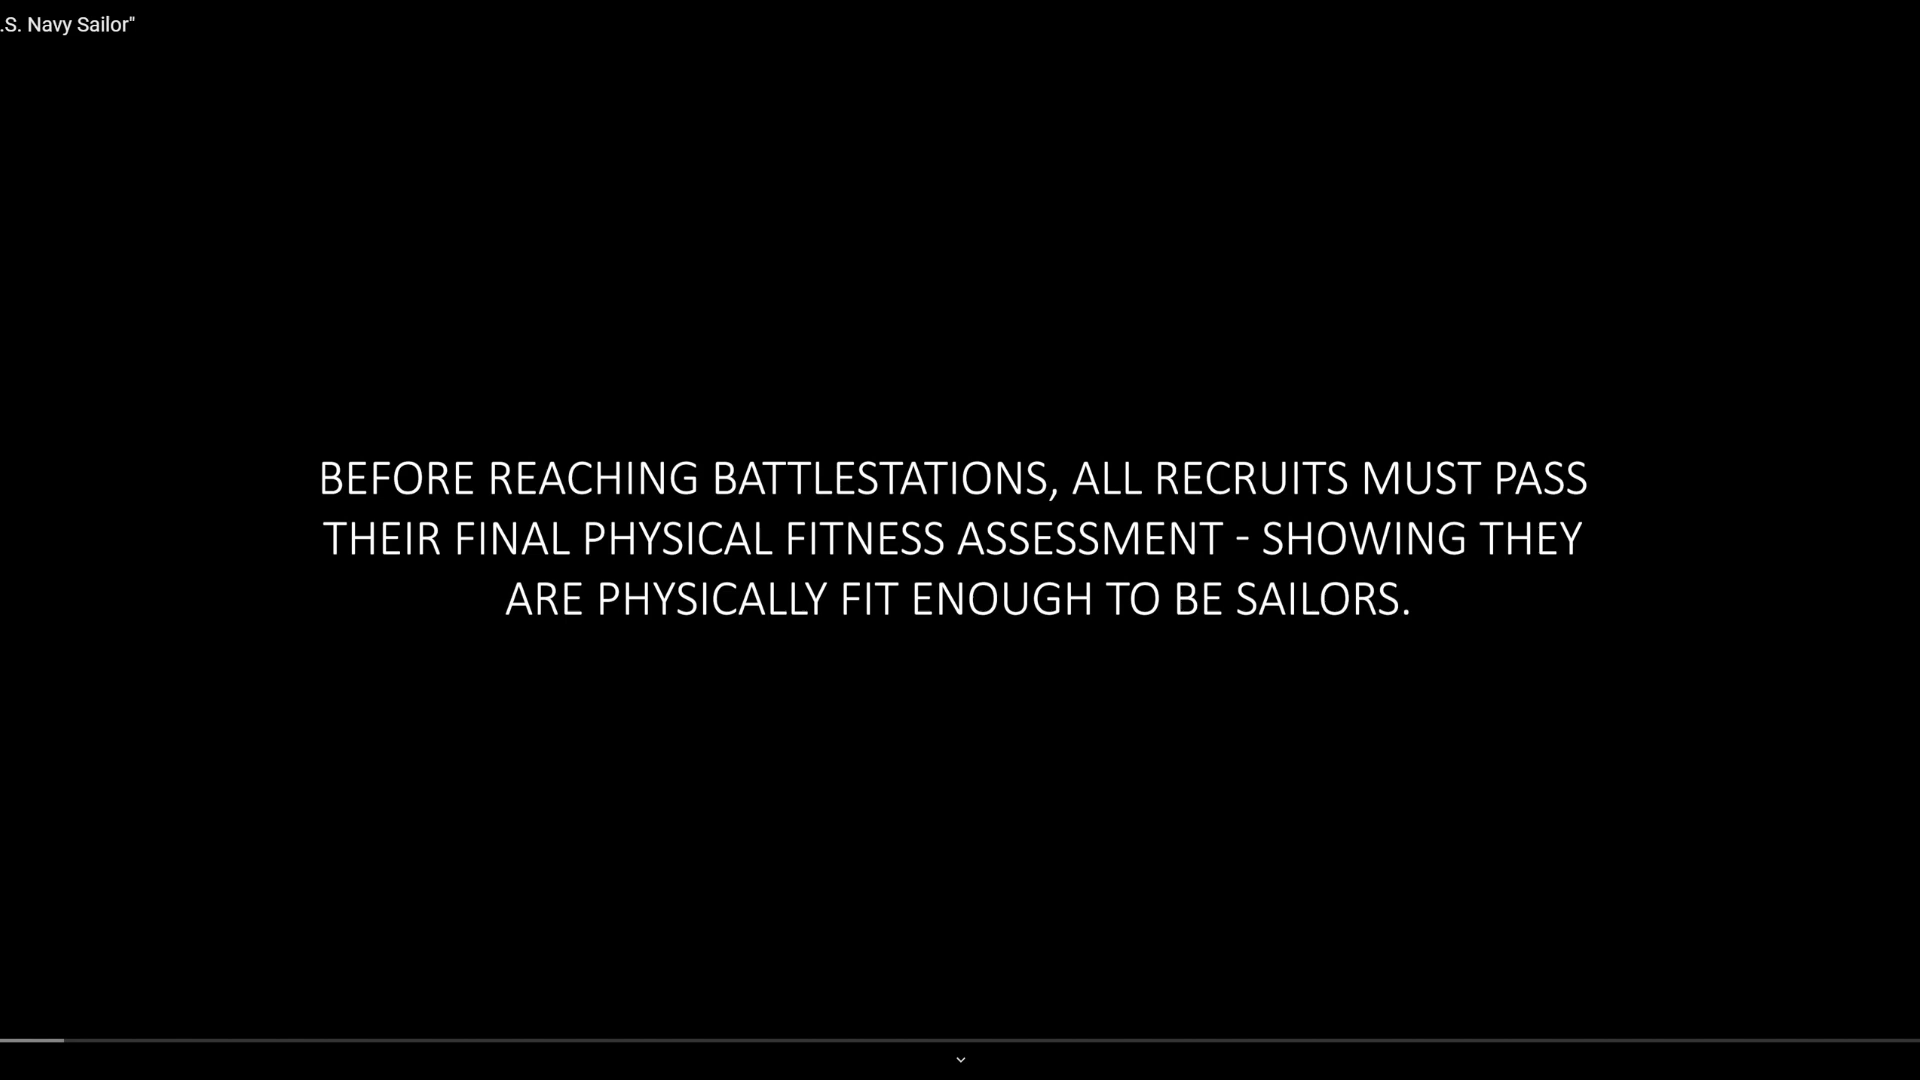 .S. Navy Sailor"
BEFORE REACHING BATTLESTATIONS, ALL RECRUITS MUST PASS
THEIR FINAL PHYSICAL FITNESS ASSESSMENT - SHOWING THEY
ARE PHYSICALLY FIT ENOUGH TO BE SAILORS.